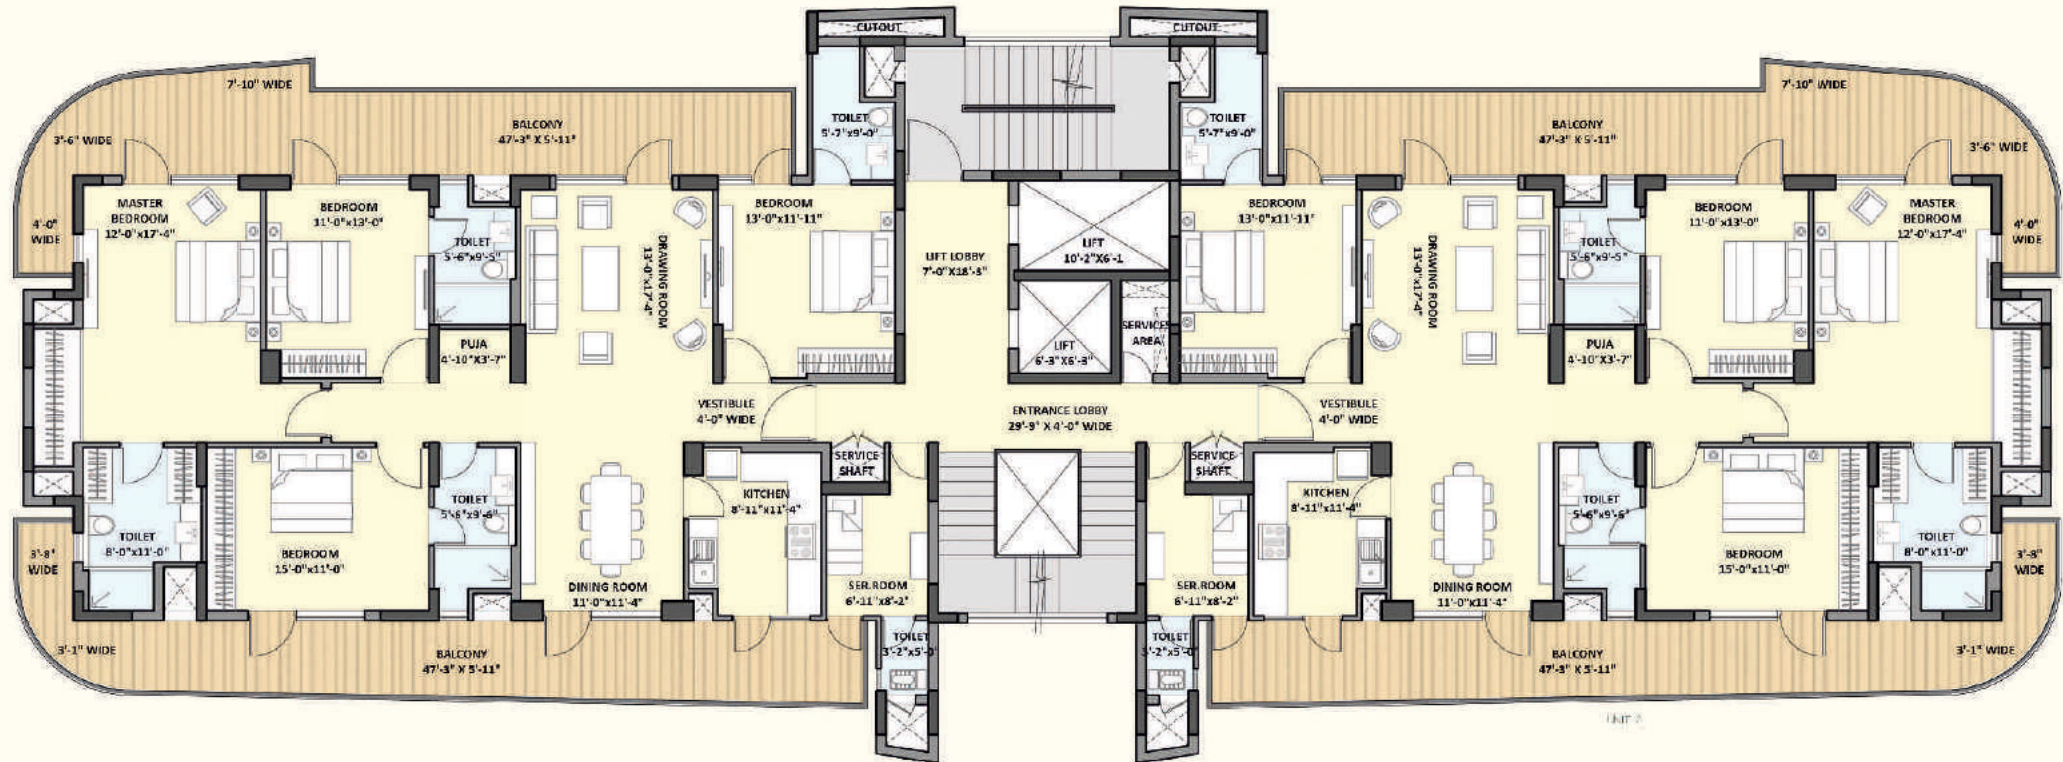 CUTOUT
CUTOUT
7'-10" WIDE
7'-10" WIDE
TOILET
5'-7"x9'-0"
TOILET
5'-7"x9'-0"
BALCONY
47'-3" X 5'-11"
BALCONY
47'-3" X 5'-11"
3'-6" WIDE
3'-6" WIDE
MASTER
BEDROOM
12'-0"x17'-4"
BEDROOM
11'-0"x13'-0"
BEDROOM
13'-0"x11'-11"
BEDROOM
13'-0"x11'-11"
BEDROOM
11'-0"x13'-0"
MASTER
BEDROOM
12'-0"x17'-4"
4'-0"
WIDE
TOILET
5'-6"x9'-5"
DRAWING ROOM
13'-0"x17'-4"
LIFT LOBBY
7'-0"X18'-3"
LIFT
10'-2"X6'-1
DRAWING ROOM
13'-0"x17'-4"
TOILET
5'-6"x9'-5"
4'-0"
WIDE
PUJA
4'-10"X3'-7"
LIFT
6'-3"X6'-3"
SERVICE
AREA
PUJA
4'-10"X3'-7"
VESTIBULE
4'-0" WIDE
ENTRANCE LOBBY
29'-9" X 4'-0" WIDE
VESTIBULE
4'-0" WIDE
SERVICE
SHAFT
SERVICE
SHAFT
TOILET
8'-0"x11'-0"
BEDROOM
15'-0"x11'-0"
TOILET
5'-6"x9'-6"
KITCHEN
8'-11"x11'-4"
KITCHEN
8'-11"x11'-4"
TOILET
5'-6"x9'-6"
BEDROOM
15'-0"x11'-0"
TOILET
8'-0"x11'-0"
3'-8"
WIDE
3'-8"
WIDE
DINING ROOM
11'-0"x11'-4"
SER.ROOM
6'-11"x8'-2"
SER.ROOM
6'-11"x8'-2"
DINING ROOM
11'-0"x11'-4"
3'-1" WIDE
BALCONY
47'-3" X 5'-11"
TOILET
3'-2"x5'-0"
TOILET
3'-2"x5'-0"
BALCONY
47'-3" X 5'-11"
3'-1" WIDE
UNIT